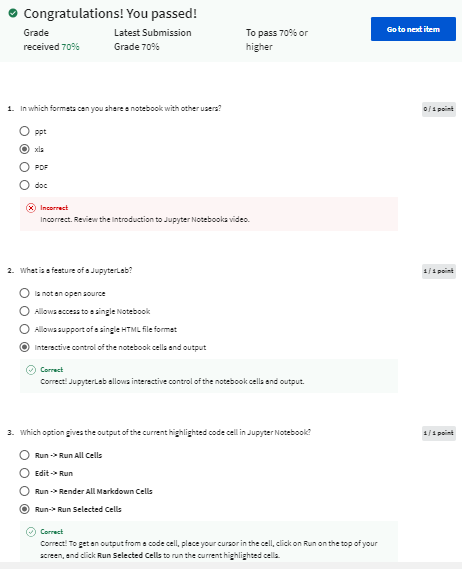 Congratulations! You passed!
Grade
received 70%
Latest Submission
Grade 70%
To pass 70% or
higher
Go to next item
1. In which formats can you share a notebook with other users?
0 / 1 point
ppt
xls
PDF
doc
Incorrect
Incorrect. Review the Introduction to Jupyter Notebooks video.
2. What is a feature of a JupyterLab?
1 / 1 point
Is not an open source
Allows access to a single Notebook
Allows support of a single HTML file format
Interactive control of the notebook cells and output
Correct
Correct! JupyterLab allows interactive control of the notebook cells and output.
3. Which option gives the output of the current highlighted code cell in Jupyter Notebook?
1 / 1 point
Run -> Run All Cells
Edit -> Run
Run -> Render All Markdown Cells
Run-> Run Selected Cells
Correct
Correct! To get an output from a code cell, place your cursor in the cell, click on Run on the top of your
screen, and click Run Selected Cells to run the current highlighted cells.